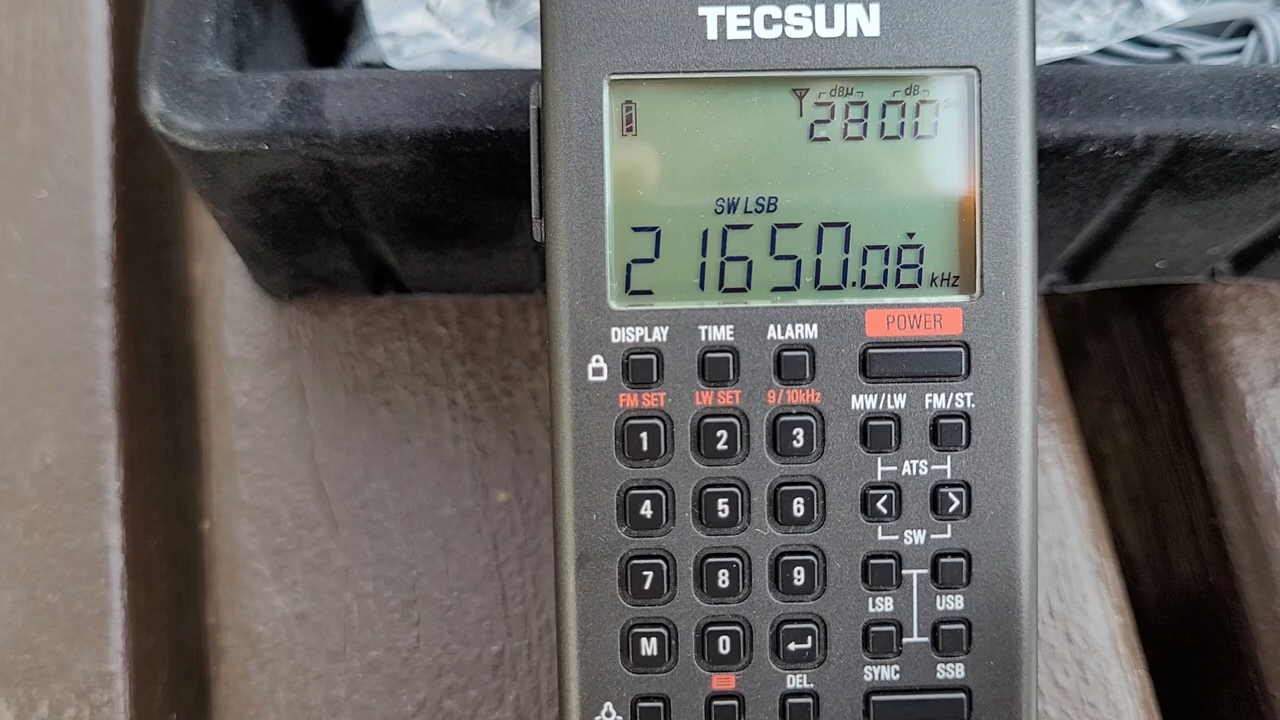 TECSUN
dBµ dB
2800
SW LSB
21650.08 kHz
POWER
DISPLAY TIME ALARM
FM SET LW SET 9/10kHz
MW/LW FM/ST.
1 2 3
ATS
4 5 6 < >
SW
7 8 9
LSB USB
M 0
SYNC SSB
DEL.